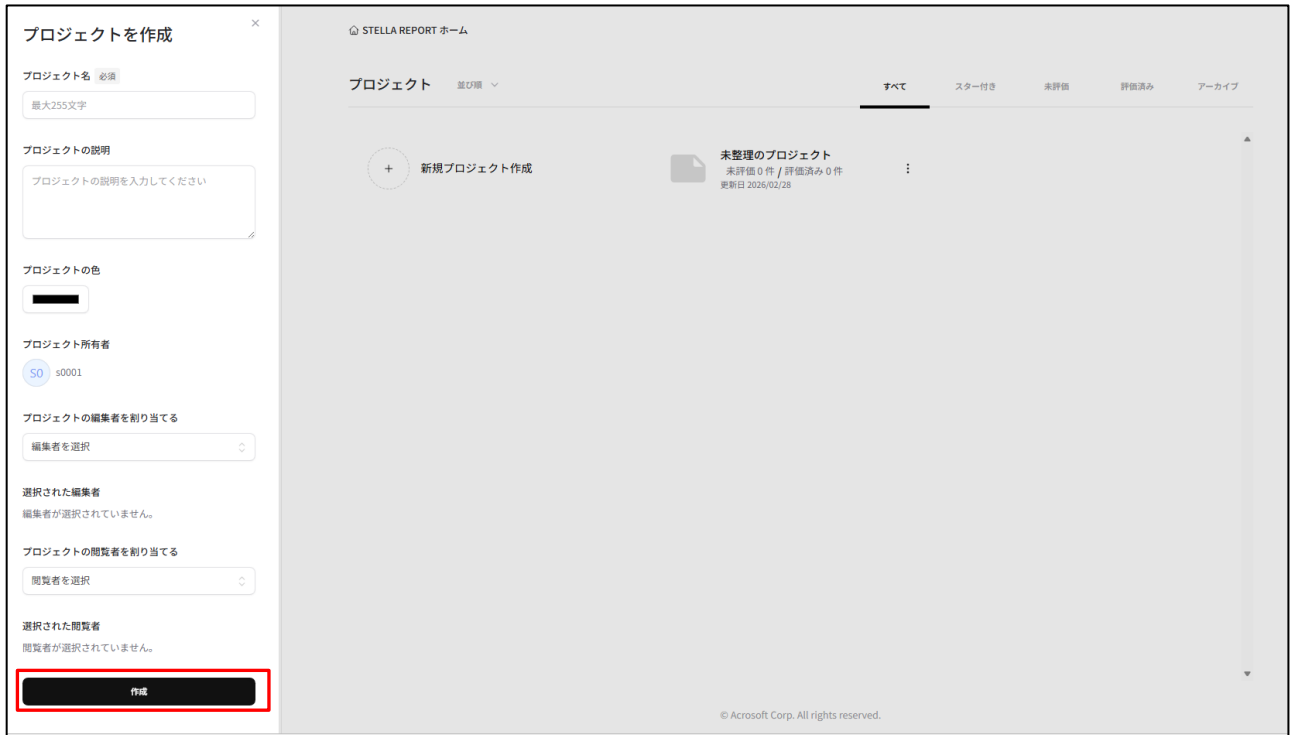 プロジェクトを作成
プロジェクト名 必須
最大255文字
プロジェクトの説明
プロジェクトの説明を入力してください
プロジェクトの色
プロジェクト所有者
S0 s0001
プロジェクトの編集者を割り当てる
編集者を選択
選択された編集者
編集者が選択されていません。
プロジェクトの閲覧者を割り当てる
閲覧者を選択
選択された閲覧者
閲覧者が選択されていません。
作成
STELLA REPORT ホーム
プロジェクト 並び順
すべて スター付き 未評価 評価済み アーカイブ
新規プロジェクト作成
未整理のプロジェクト
未評価 0 件 / 評価済み 0 件
更新日 2026/02/28
© Acrosoft Corp. All rights reserved.